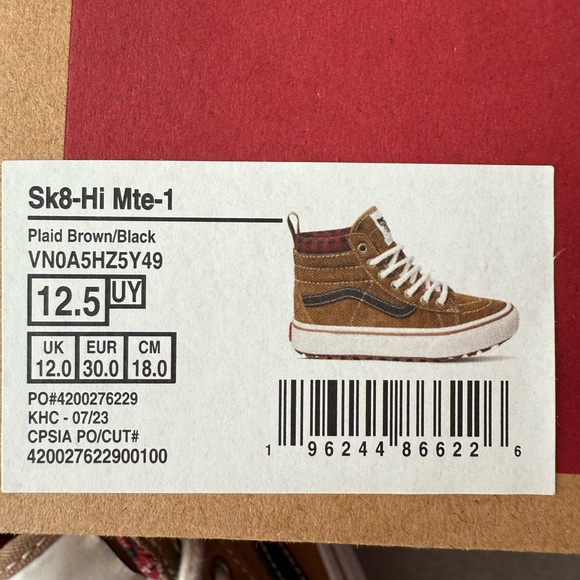 Sk8-Hi Mte-1
Plaid Brown/Black
VN0A5HZ5Y49
12.5 UY
UK EUR CM
12.0 30.0 18.0
PO#4200276229
KHC - 07/23
CPSIA PO/CUT#
420027622900100
1 96244 86622 6